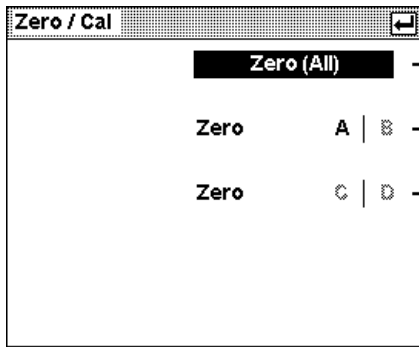 Zero / Cal
Zero (All)
Zero A | B
Zero C | D